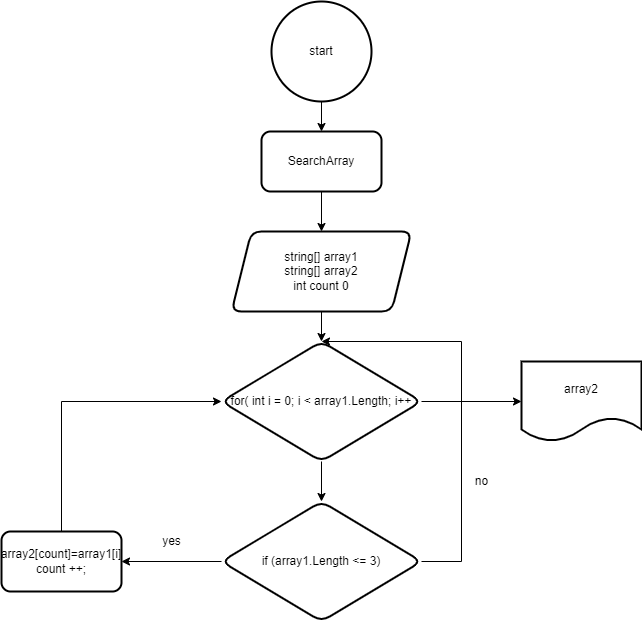 start
SearchArray
string[] array1
string[] array2
int count 0
for( int i = 0; i < array1.Length; i++
array2
no
if (array1.Length <= 3)
yes
array2[count]=array1[i]
count ++;